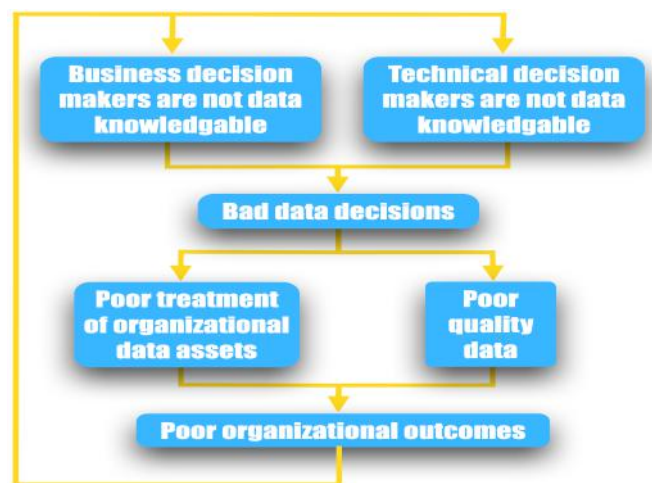 Business decision
makers are not data
knowledgable
Technical decision
makers are not data
knowledgable
Bad data decisions
Poor treatment
of organizational
data assets
Poor
quality
data
Poor organizational outcomes